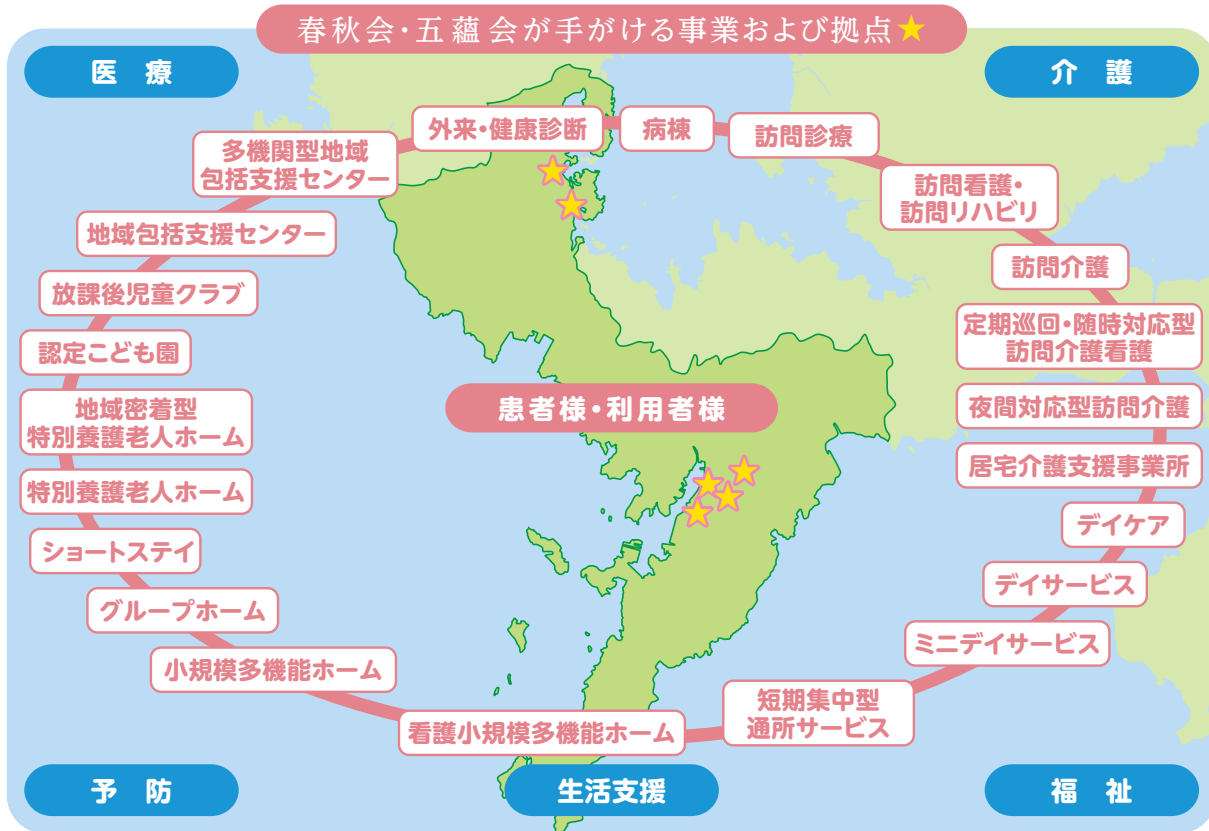 春秋会・五蘊会が手がける事業および拠点
医 療
介 護
外来・健康診断
病棟
訪問診療
多機関型地域
包括支援センター
訪問看護・
訪問リハビリ
地域包括支援センター
訪問介護
放課後児童クラブ
定期巡回・随時対応型
訪問介護看護
認定こども園
地域密着型
特別養護老人ホーム
患者様・利用者様
夜間対応型訪問介護
特別養護老人ホーム
居宅介護支援事業所
ショートステイ
デイケア
グループホーム
デイサービス
小規模多機能ホーム
ミニデイサービス
看護小規模多機能ホーム
短期集中型
通所サービス
予 防
生活支援
福 祉